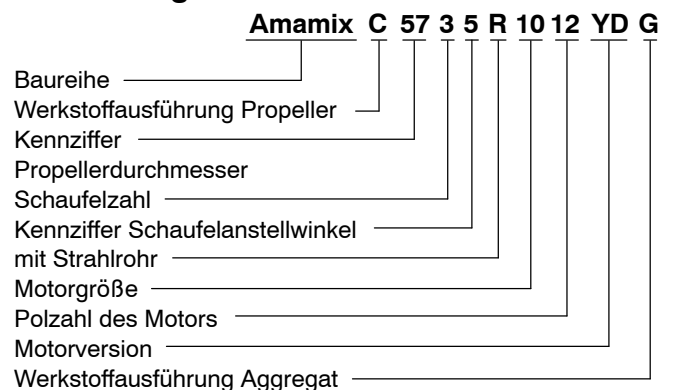 Amamix C 57 3 5 R 10 12 YD G
Baureihe
Werkstoffausführung Propeller
Kennziffer
Propellerdurchmesser
Schaufelzahl
Kennziffer Schaufelanstellwinkel
mit Strahlrohr
Motorgröße
Polzahl des Motors
Motorversion
Werkstoffausführung Aggregat